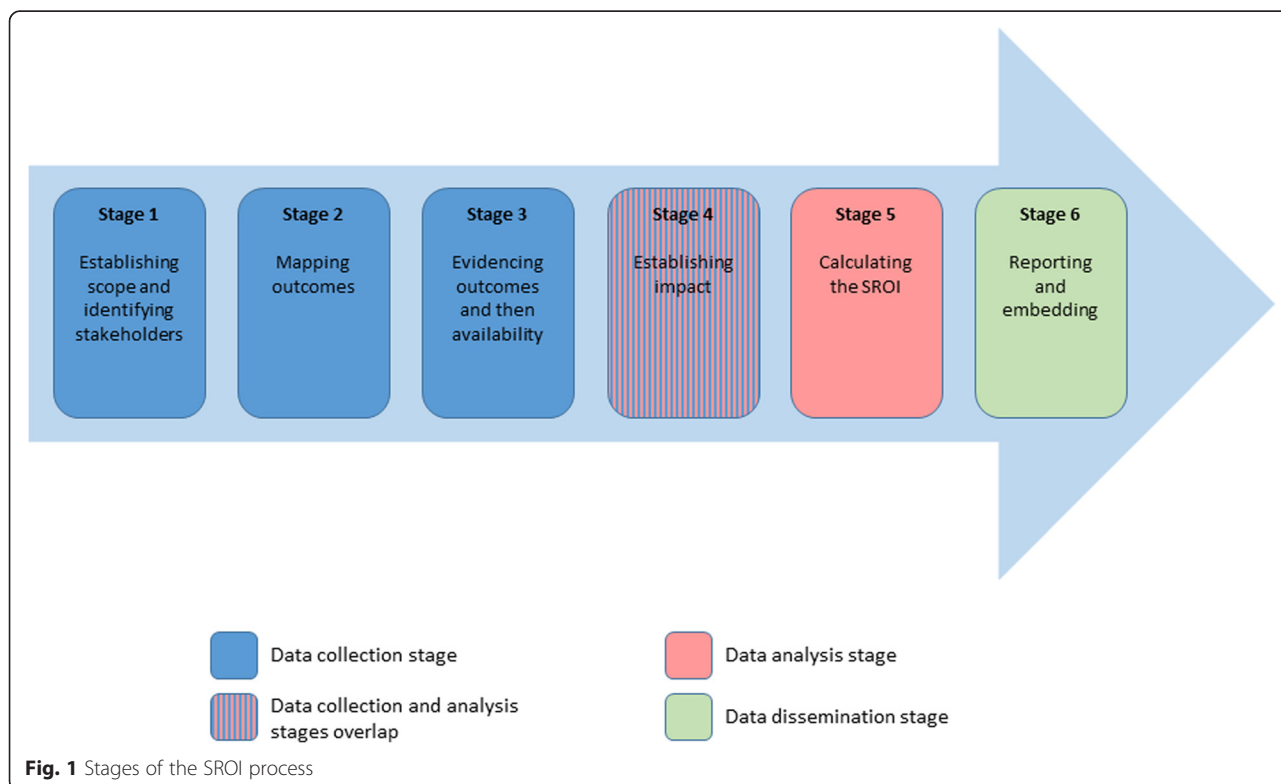 Stage 1
Establishing
scope and
identifying
stakeholders
Stage 2
Mapping
outcomes
Stage 3
Evidencing
outcomes
and then
availability
Stage 4
Establishing
impact
Stage 5
Calculating
the SROI
Stage 6
Reporting
and
embedding
Data collection stage
Data collection and analysis
stages overlap
Data analysis stage
Data dissemination stage
Fig. 1 Stages of the SROI process